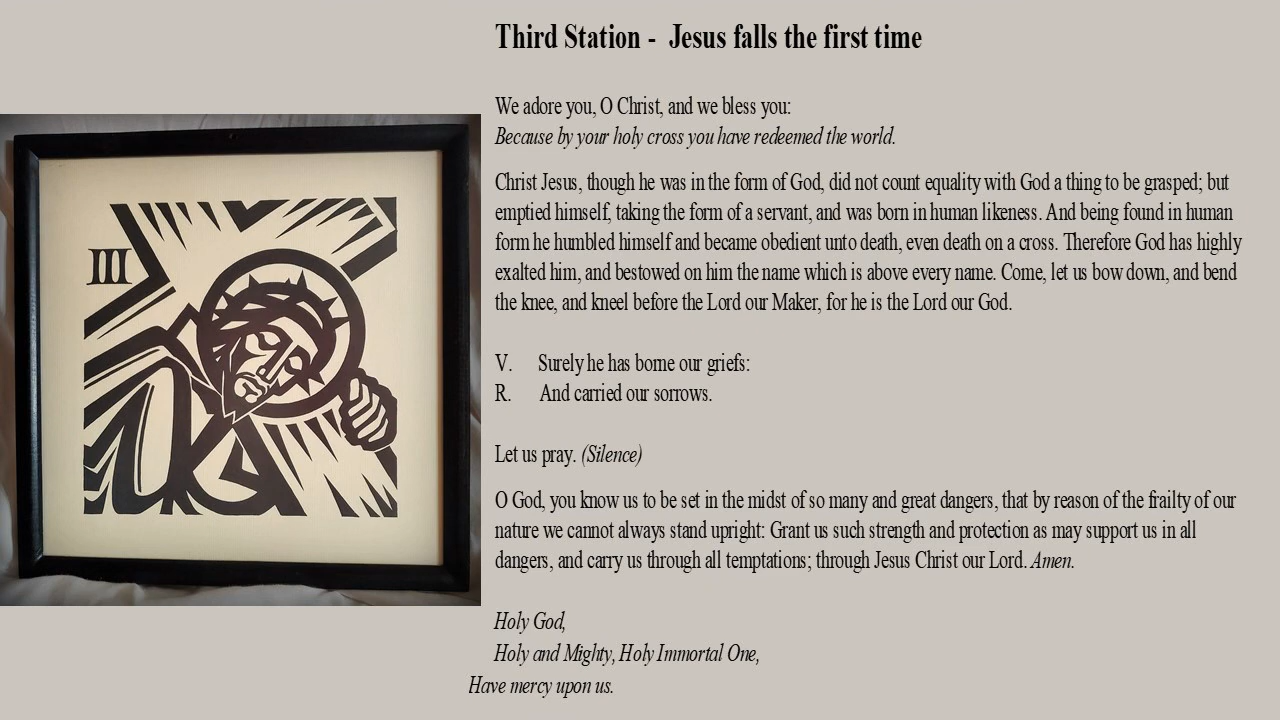 Third Station - Jesus falls the first time
We adore you, O Christ, and we bless you:
Because by your holy cross you have redeemed the world.
III
Christ Jesus, though he was in the form of God, did not count equality with God a thing to be grasped; but
emptied himself, taking the form of a servant, and was born in human likeness. And being found in human
form he humbled himself and became obedient unto death, even death on a cross. Therefore God has highly
exalted him, and bestowed on him the name which is above every name. Come, let us bow down, and bend
the knee, and kneel before the Lord our Maker, for he is the Lord our God.
V. Surely he has borne our griefs:
R. And carried our sorrows.
Let us pray. (Silence)
O God, you know us to be set in the midst of so many and great dangers, that by reason of the frailty of our
nature we cannot always stand upright: Grant us such strength and protection as may support us in all
dangers, and carry us through all temptations; through Jesus Christ our Lord. Amen.
Holy God,
Holy and Mighty, Holy Immortal One,
Have mercy upon us.